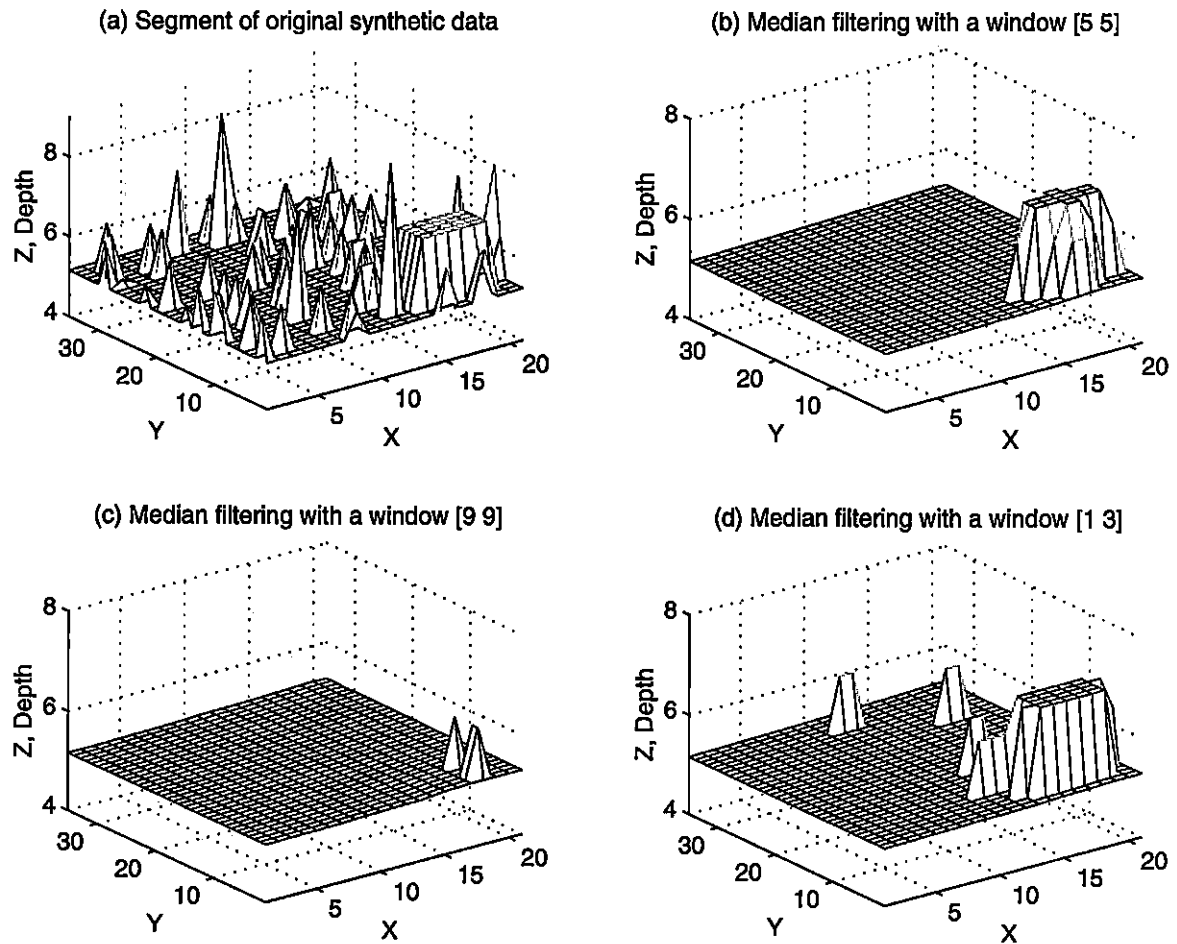 (a) Segment of original synthetic data
8
6
4
Z, Depth
30
20
10
Y
5
10
15
20
X
(b) Median filtering with a window [5 5]
8
6
4
Z, Depth
30
20
10
Y
5
10
15
20
X
(c) Median filtering with a window [9 9]
8
6
4
Z, Depth
30
20
10
Y
5
10
15
20
X
(d) Median filtering with a window [1 3]
8
6
4
Z, Depth
30
20
10
Y
5
10
15
20
X